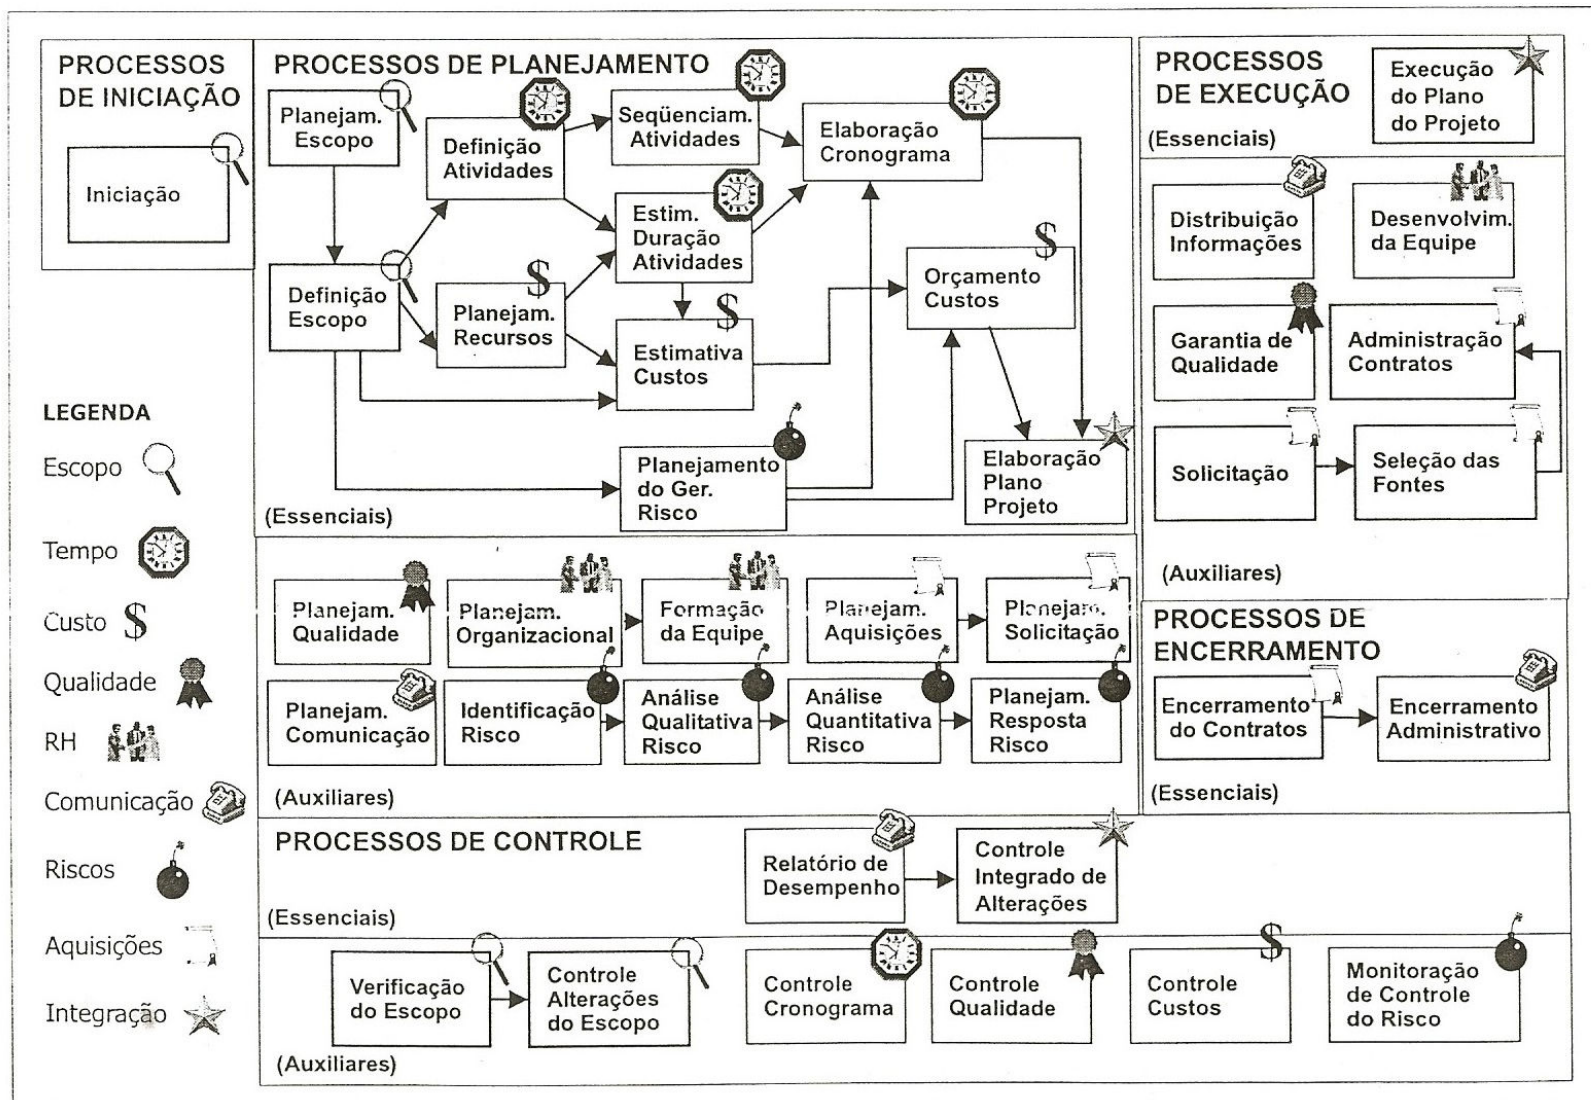 PROCESSOS
DE INICIAÇÃO
Iniciação
LEGENDA
Escopo
Tempo
Custo
Qualidade
RH
Comunicação
Riscos
Aquisições
Integração
PROCESSOS DE PLANEJAMENTO
Planejam.
Escopo
Definição
Atividades
Seqüenciam.
Atividades
Elaboração
Cronograma
Estim.
Duração
Atividades
Definição
Escopo
Planejam.
Recursos
Estimativa
Custos
Orçamento
Custos
Planejamento
do Ger.
Risco
Elaboração
Plano
Projeto
(Essenciais)
Planejam.
Qualidade
Planejam.
Organizacional
Formação
da Equipe
Planejam.
Aquisições
Planejam.
Solicitação
Planejam.
Comunicação
Identificação
Risco
Análise
Qualitativa
Risco
Análise
Quantitativa
Risco
Planejam.
Resposta
Risco
(Auxiliares)
PROCESSOS
DE EXECUÇÃO
(Essenciais)
Execução
do Plano
do Projeto
Distribuição
Informações
Desenvolvim.
da Equipe
Garantia de
Qualidade
Administração
Contratos
Solicitação
Seleção das
Fontes
(Auxiliares)
PROCESSOS DE
ENCERRAMENTO
Encerramento
do Contratos
Encerramento
Administrativo
(Essenciais)
PROCESSOS DE CONTROLE
Relatório de
Desempenho
Controle
Integrado de
Alterações
(Essenciais)
Verificação
do Escopo
Controle
Alterações
do Escopo
Controle
Cronograma
Controle
Qualidade
Controle
Custos
Monitoração
de Controle
do Risco
(Auxiliares)